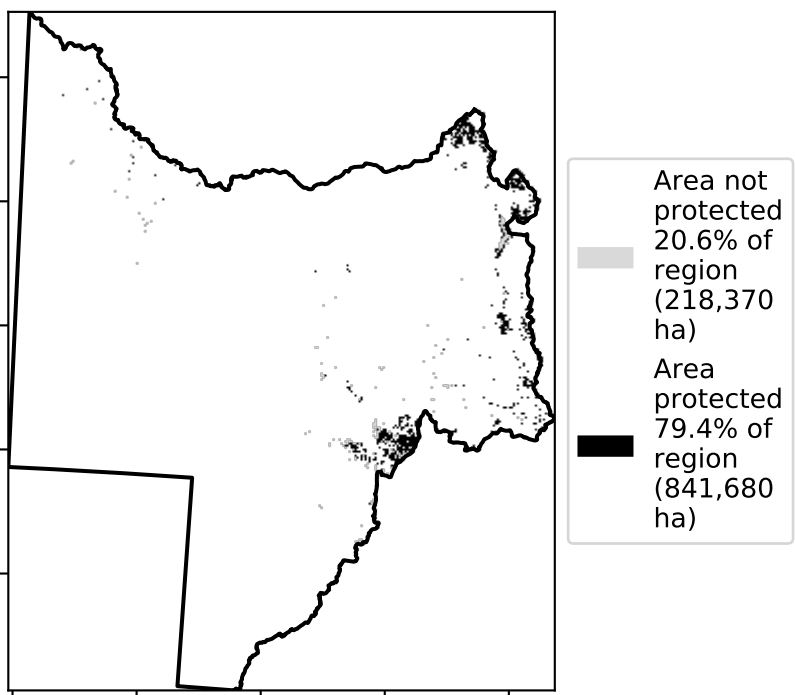 Area not
protected
20.6% of
region
(218,370
ha)
Area
protected
79.4% of
region
(841,680
ha)